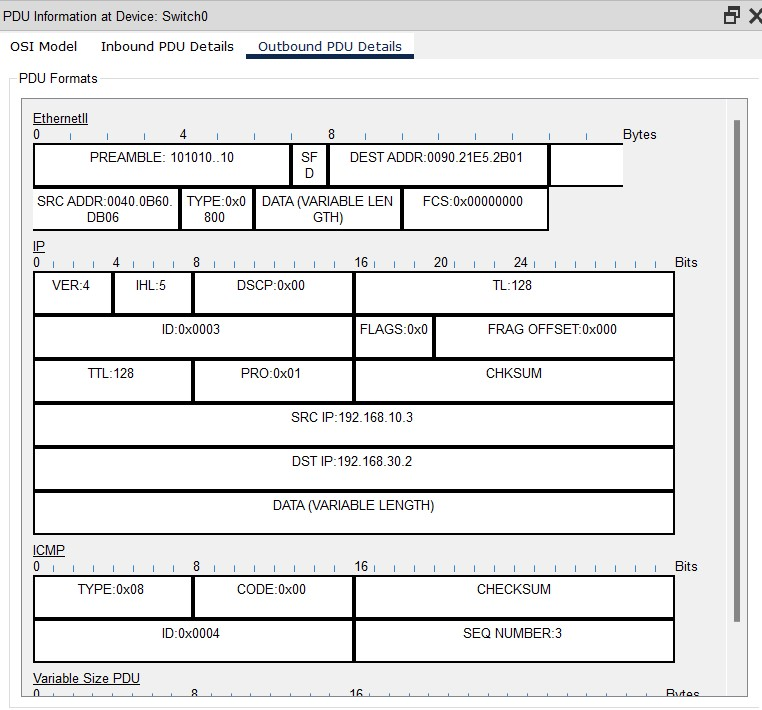 PDU Information at Device: Switch0
OSI Model Inbound PDU Details Outbound PDU Details
PDU Formats
EthernetII
0 4 8 Bytes
PREAMBLE: 101010..10 SF DEST ADDR:0090.21E5.2B01
D
SRC ADDR:0040.0B60. TYPE:0x0 DATA (VARIABLE LEN FCS:0x00000000
DB06 800 GTH)
IP
0 4 8 16 20 24 Bits
VER:4 IHL:5 DSCP:0x00 TL:128
ID:0x0003 FLAGS:0x0 FRAG OFFSET:0x000
TTL:128 PRO:0x01 CHKSUM
SRC IP:192.168.10.3
DST IP:192.168.30.2
DATA (VARIABLE LENGTH)
ICMP
0 8 16 Bits
TYPE:0x08 CODE:0x00 CHECKSUM
ID:0x0004 SEQ NUMBER:3
Variable Size PDU
0 8 16 Bytes